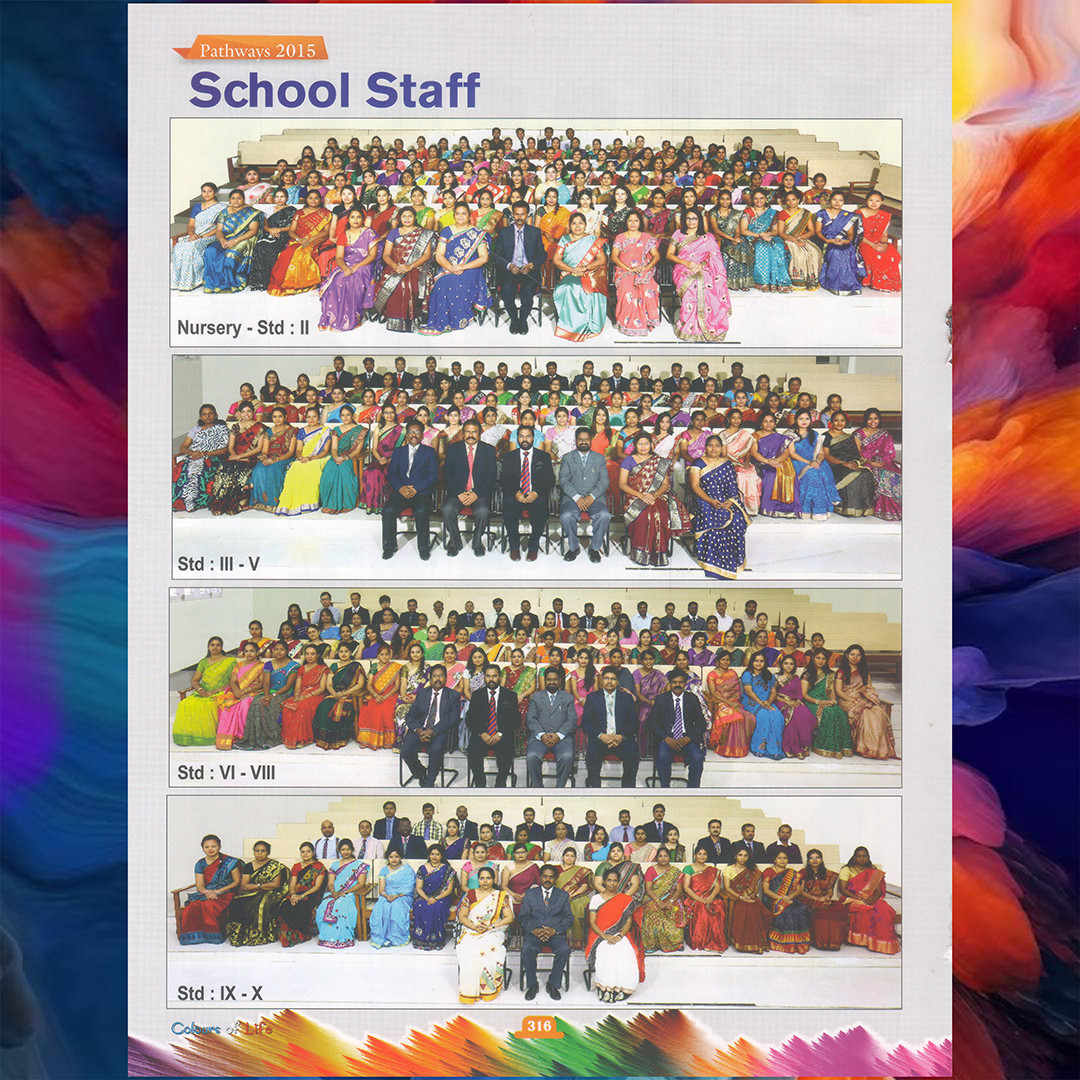 Pathways 2015
School Staff
Nursery - Std : II
Std : III - V
Std : VI - VIII
Std : IX - X
Colours of Life
316